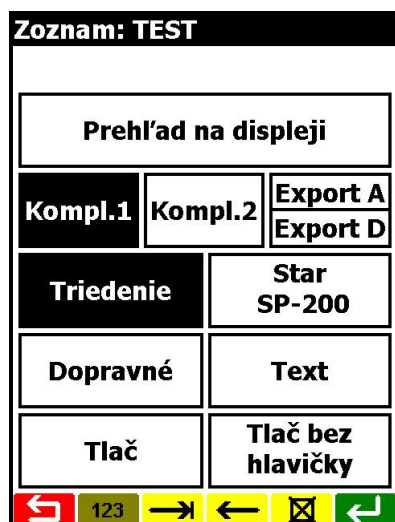 Zoznam: TEST
Prehľad na displeji
Kompl.1
Kompl.2
Export A
Export D
Triedenie
Star
SP-200
Dopravné
Text
Tlač
Tlač bez
hlavičky
123